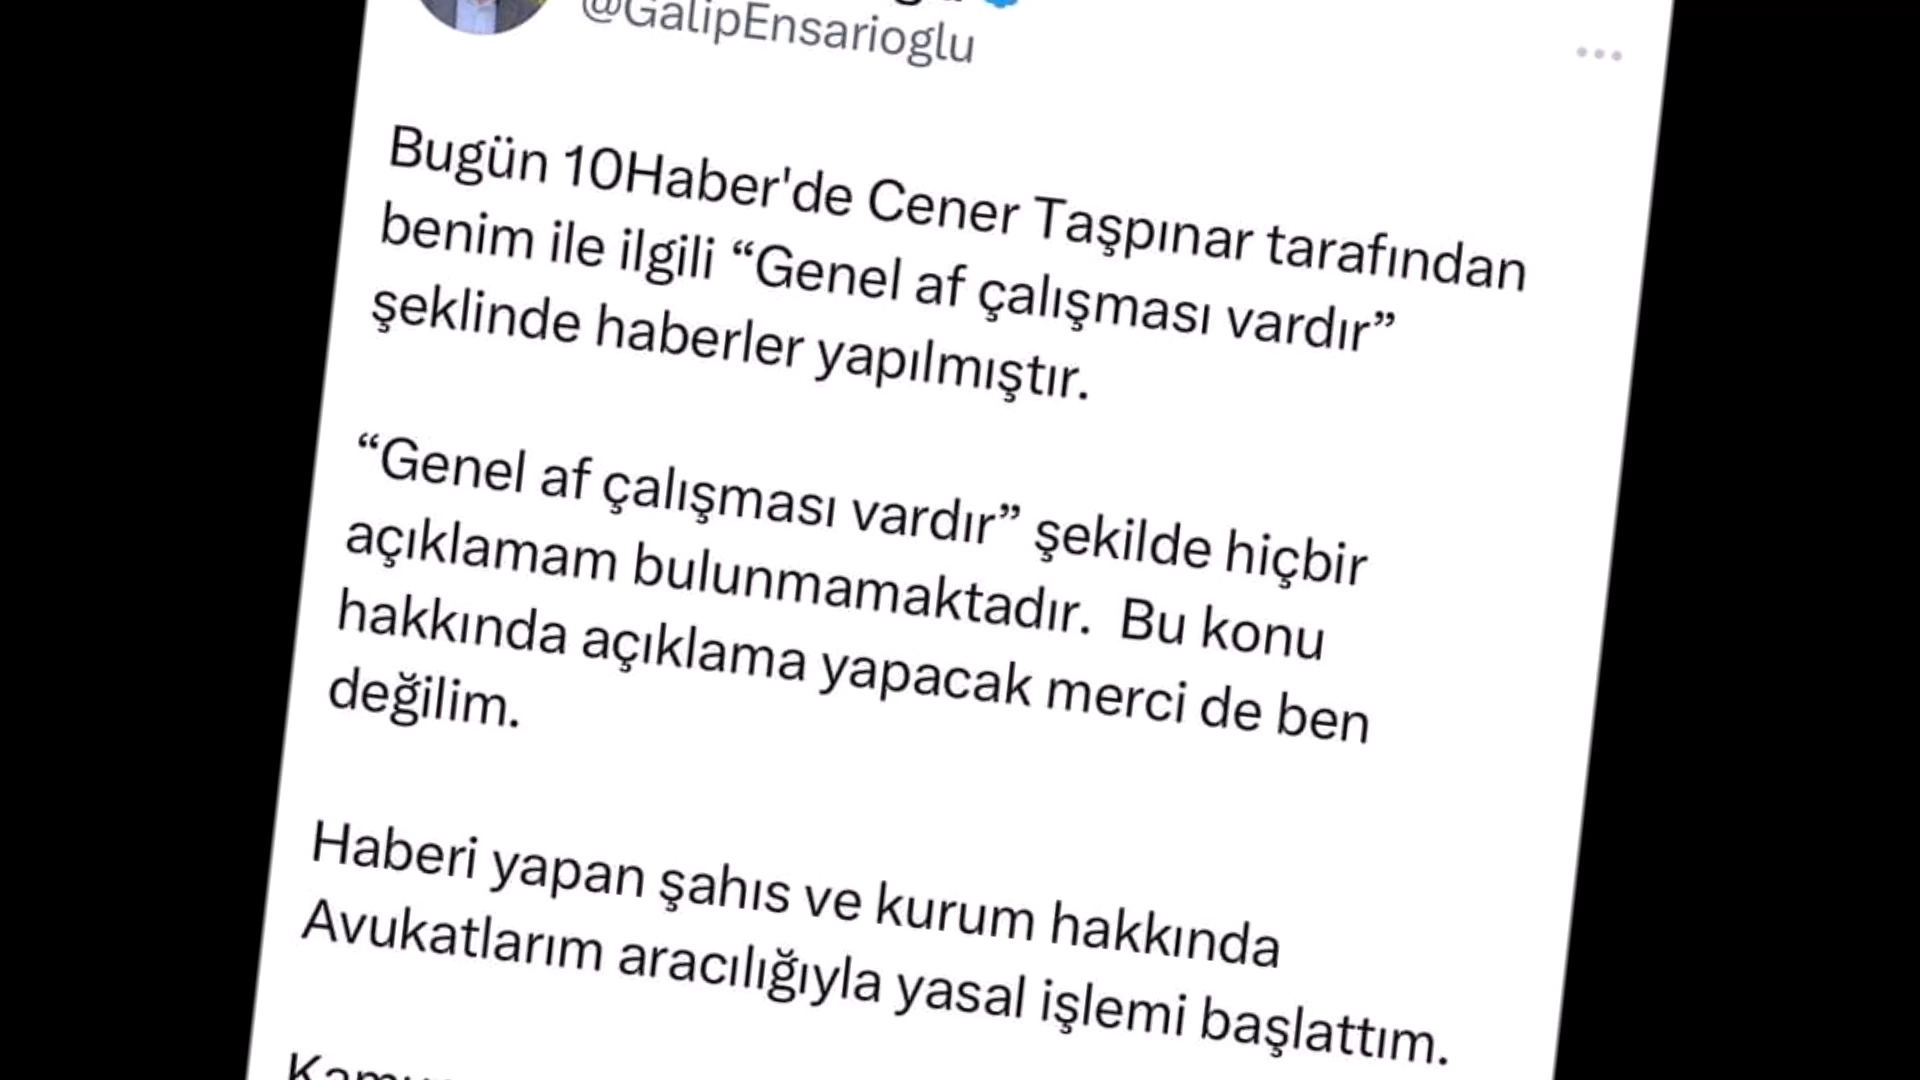 @GalipEnsarioglu
Bugün 10Haber'de Cener Taşpınar tarafından
benim ile ilgili “Genel af çalışması vardır”
şeklinde haberler yapılmıştır.
“Genel af çalışması vardır” şekilde hiçbir
açıklamam bulunmamaktadır. Bu konu
hakkında açıklama yapacak merci de ben
değilim.
Haberi yapan şahıs ve kurum hakkında
Avukatlarım aracılığıyla yasal işlemi başlattım.